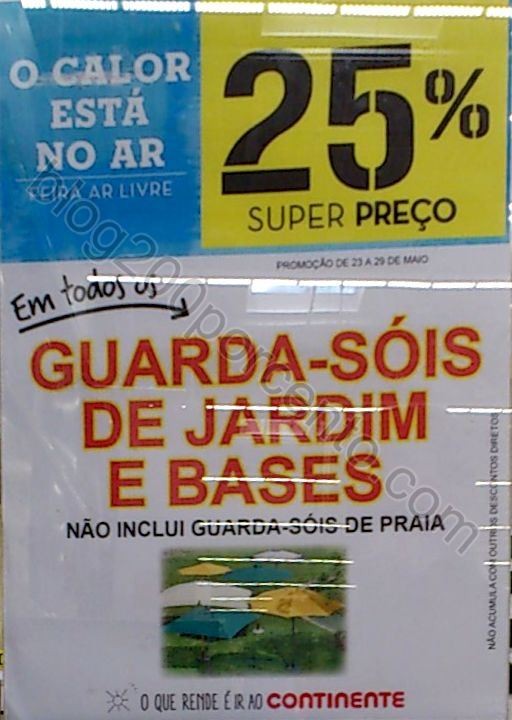 O CALOR
ESTÁ
NO AR
FEIRA AR LIVRE
25%
SUPER PREÇO
PROMOÇÃO DE 23 A 29 DE MAIO
Em todos os
GUARDA-SÓIS
DE JARDIM
E BASES
NÃO INCLUI GUARDA-SÓIS DE PRAIA
NÃO ACUMULA COM OUTROS DESCONTOS DIRETOS
O QUE RENDE É IR AO CONTINENTE
blog200porcento.com